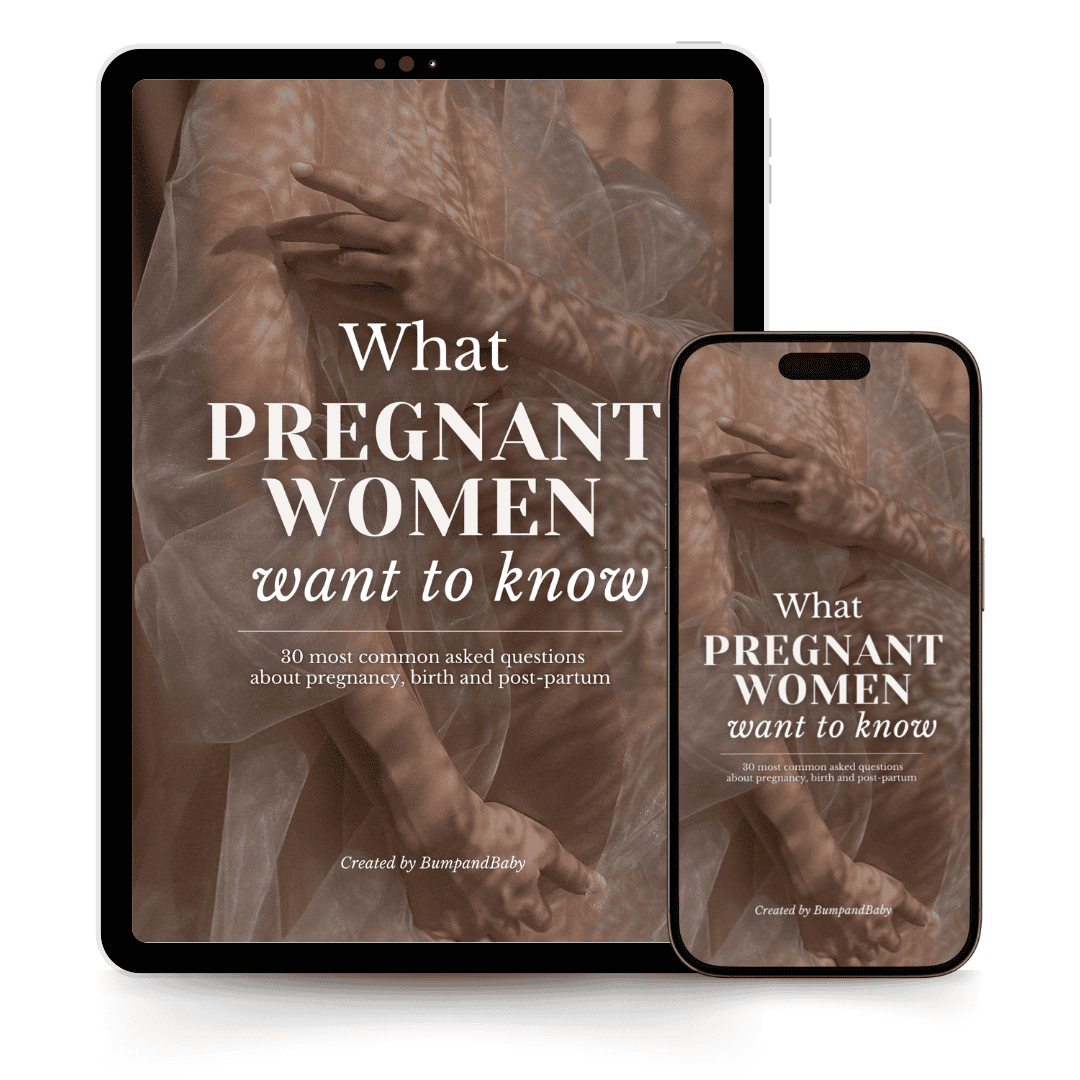 What
PREGNANT
WOMEN
want to know
30 most common asked questions
about pregnancy, birth and post-partum
Created by BumpandBaby
What
PREGNANT
WOMEN
want to know
30 most common asked questions
about pregnancy, birth and post-partum
Created by BumpandBaby